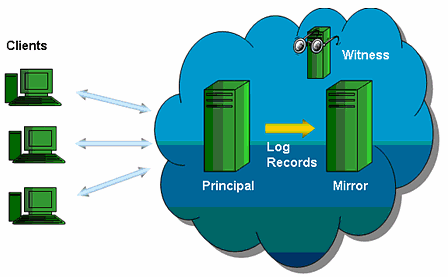 Clients
Witness
Log
Records
Principal
Mirror